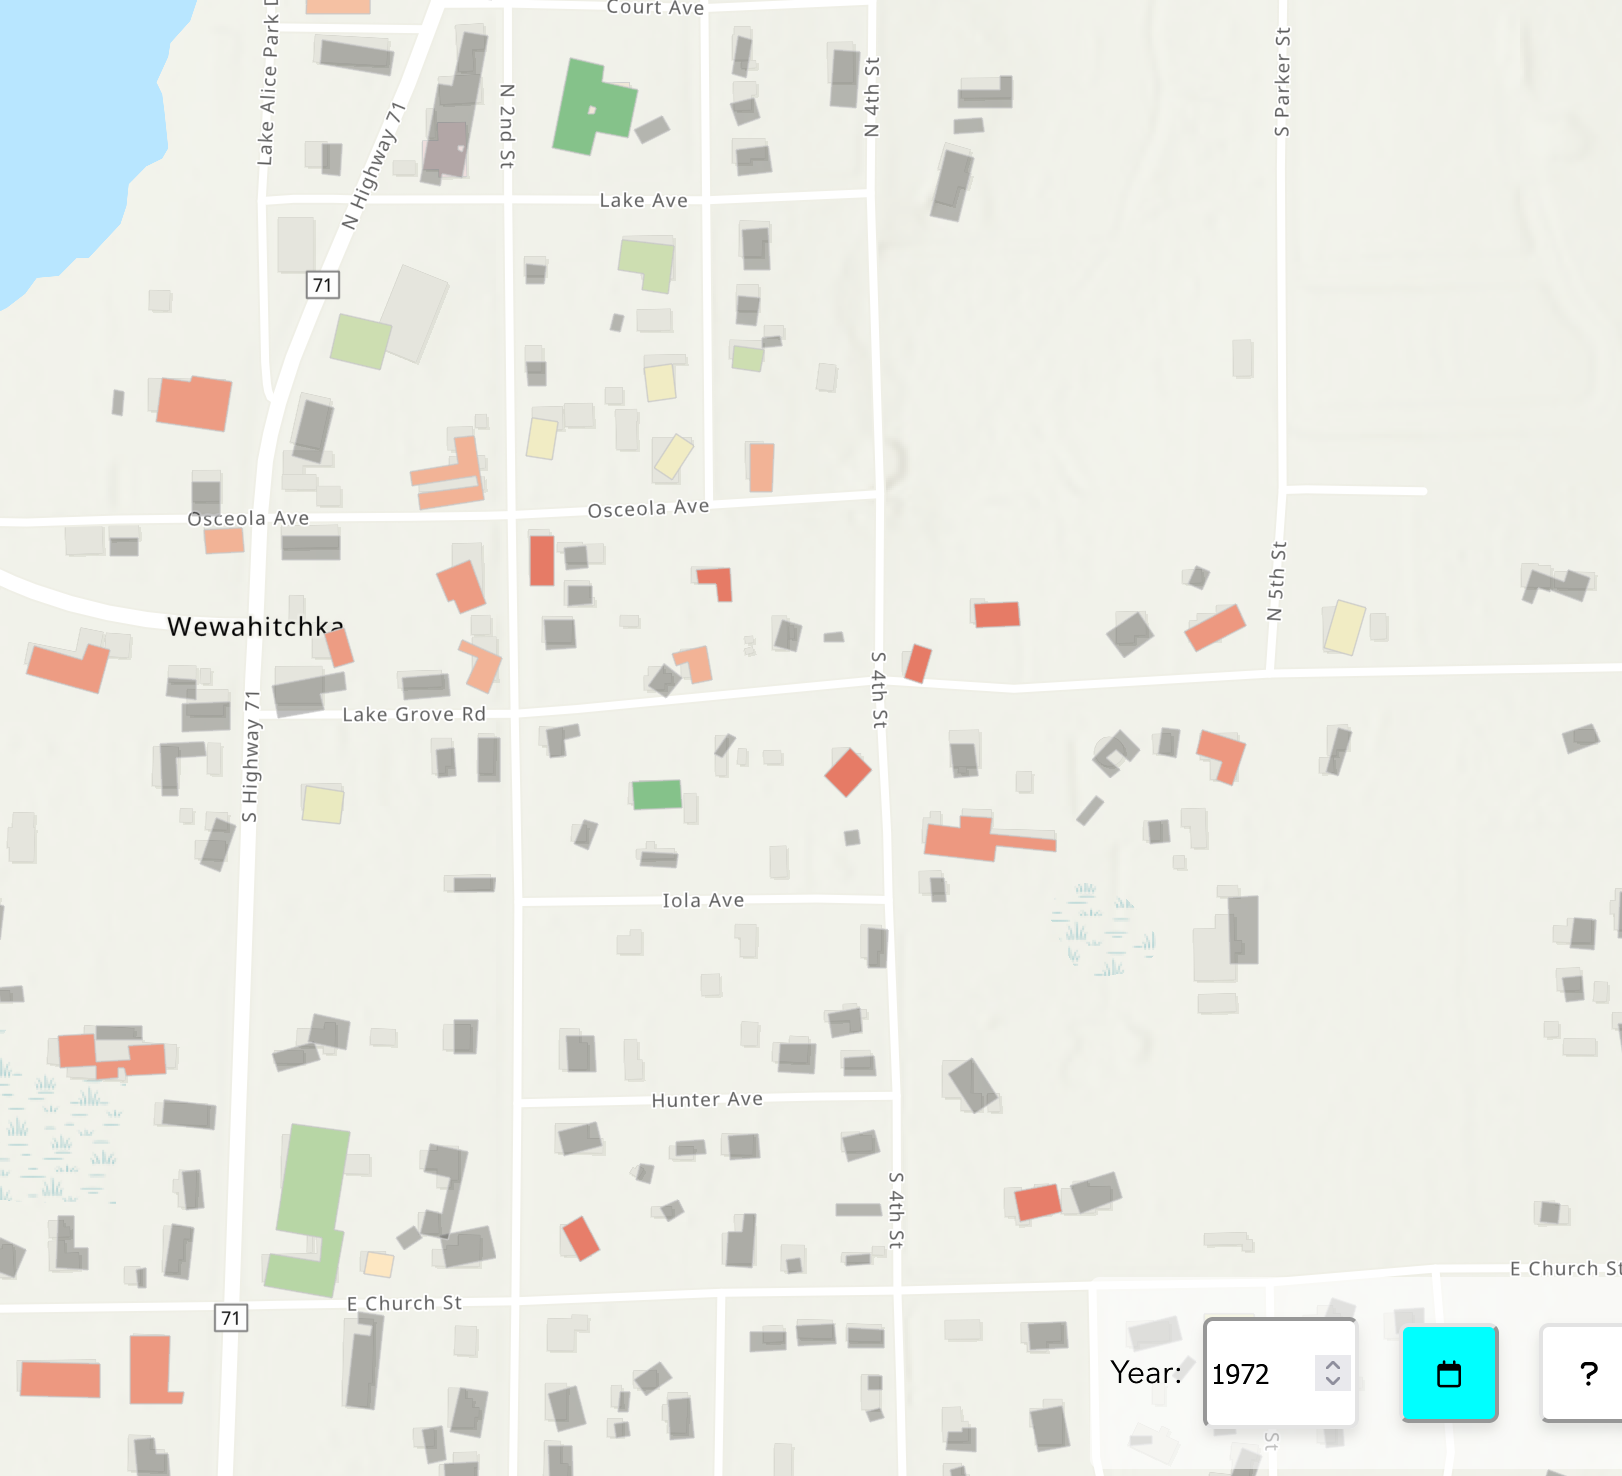 Court Ave
Lake Alice Park D
N Highway 71
N 2nd St
N 4th St
S Parker St
Lake Ave
71
Osceola Ave
Osceola Ave
N 5th St
Wewahitchka
S 4th St
Lake Grove Rd
S Highway 71
Iola Ave
Hunter Ave
S 4th St
E Church St
E Church St
71
Year:
1972
?
St